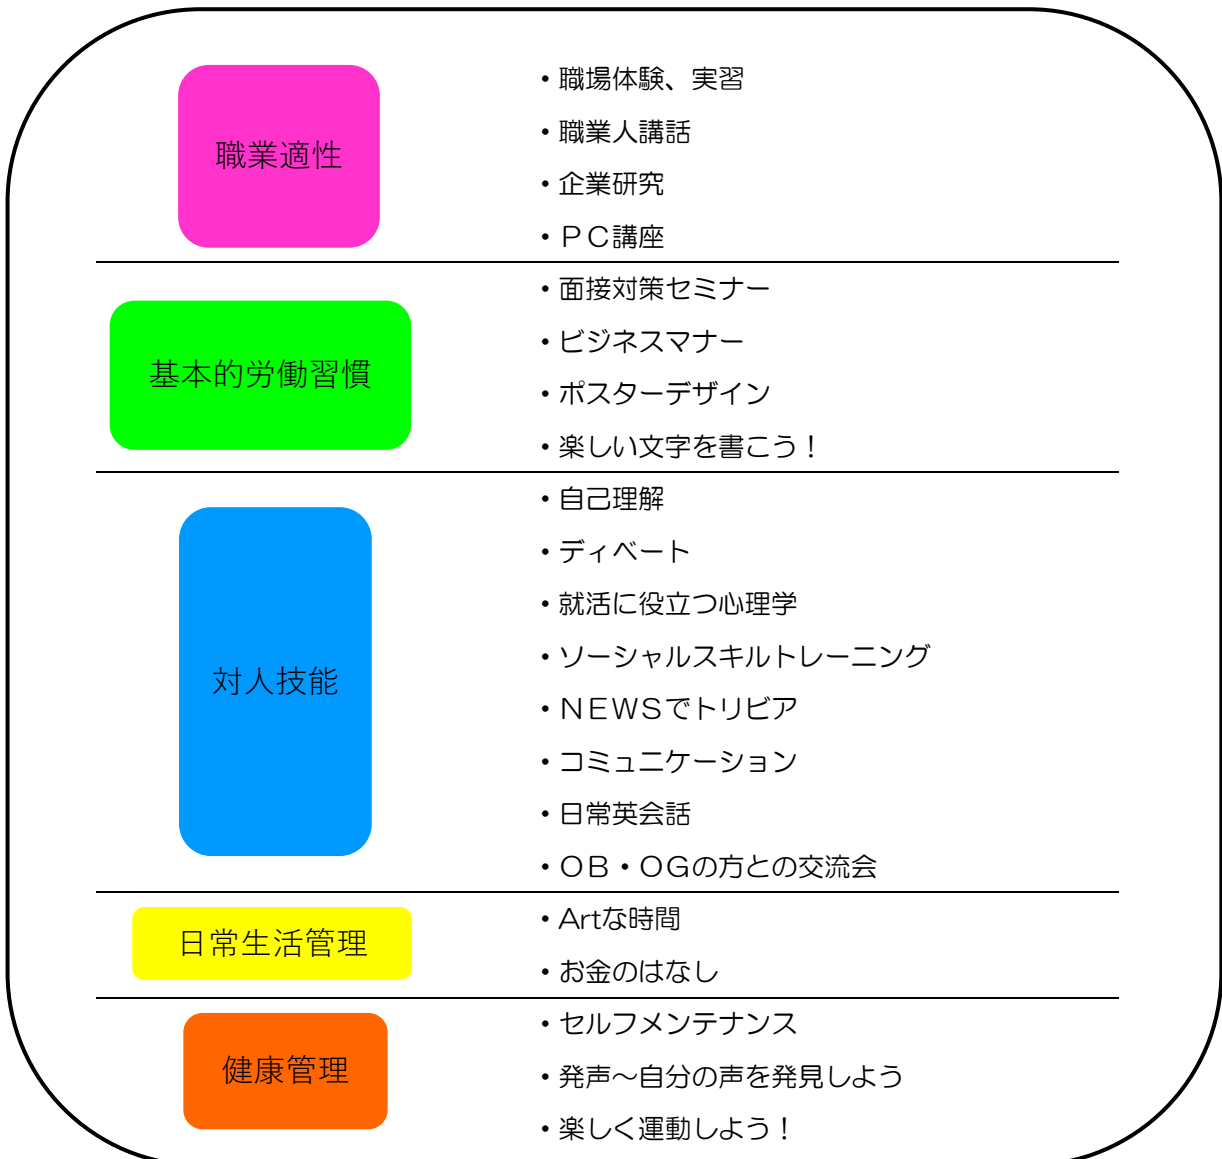 職業適性
・職場体験、実習
・職業人講話
・企業研究
・ＰＣ講座
基本的労働習慣
・面接対策セミナー
・ビジネスマナー
・ポスターデザイン
・楽しい文字を書こう！
対人技能
・自己理解
・ディベート
・就活に役立つ心理学
・ソーシャルスキルトレーニング
・ＮＥＷＳでトリビア
・コミュニケーション
・日常英会話
・ＯＢ・ＯＧの方との交流会
日常生活管理
・Artな時間
・お金のはなし
健康管理
・セルフメンテナンス
・発声～自分の声を発見しよう
・楽しく運動しよう！